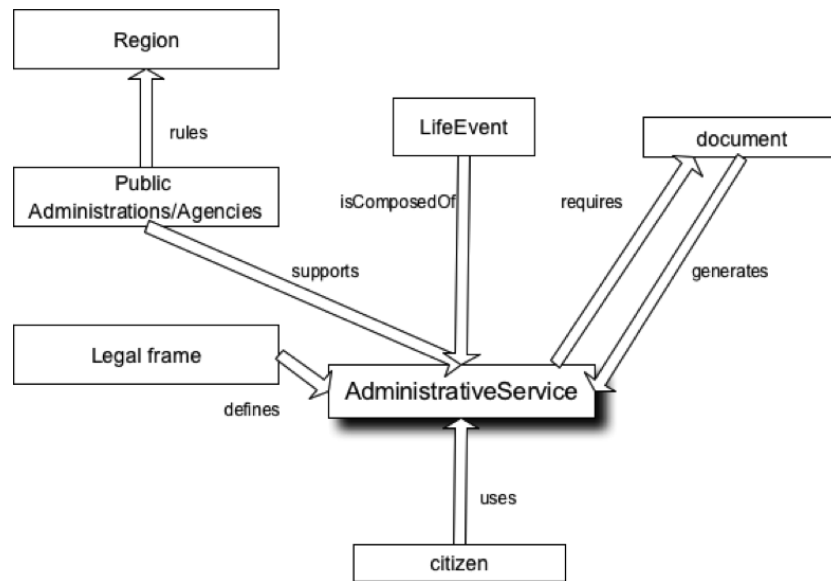 Region
rules
LifeEvent
document
Public
Administrations/Agencies
isComposedOf
requires
supports
generates
Legal frame
AdministrativeService
defines
uses
citizen